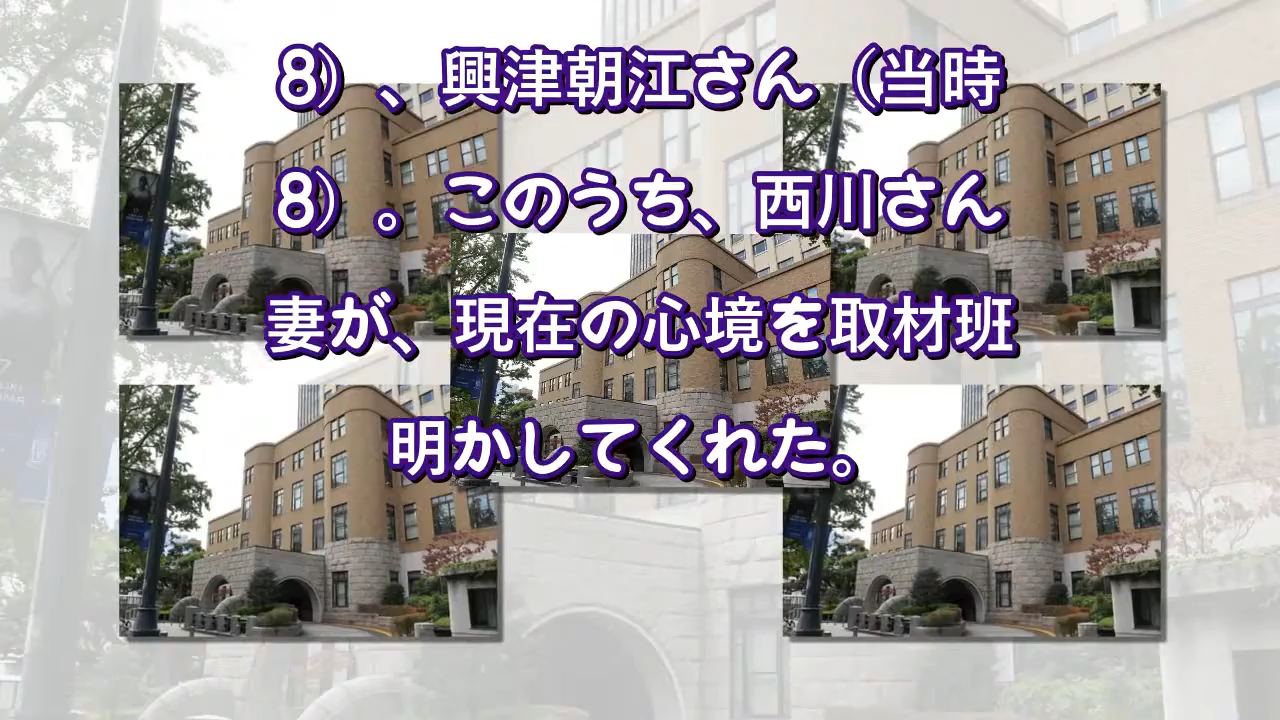 8）、興津朝江さん（当時
8）。このうち、西川さん
妻が、現在の心境を取材班
明かしてくれた。